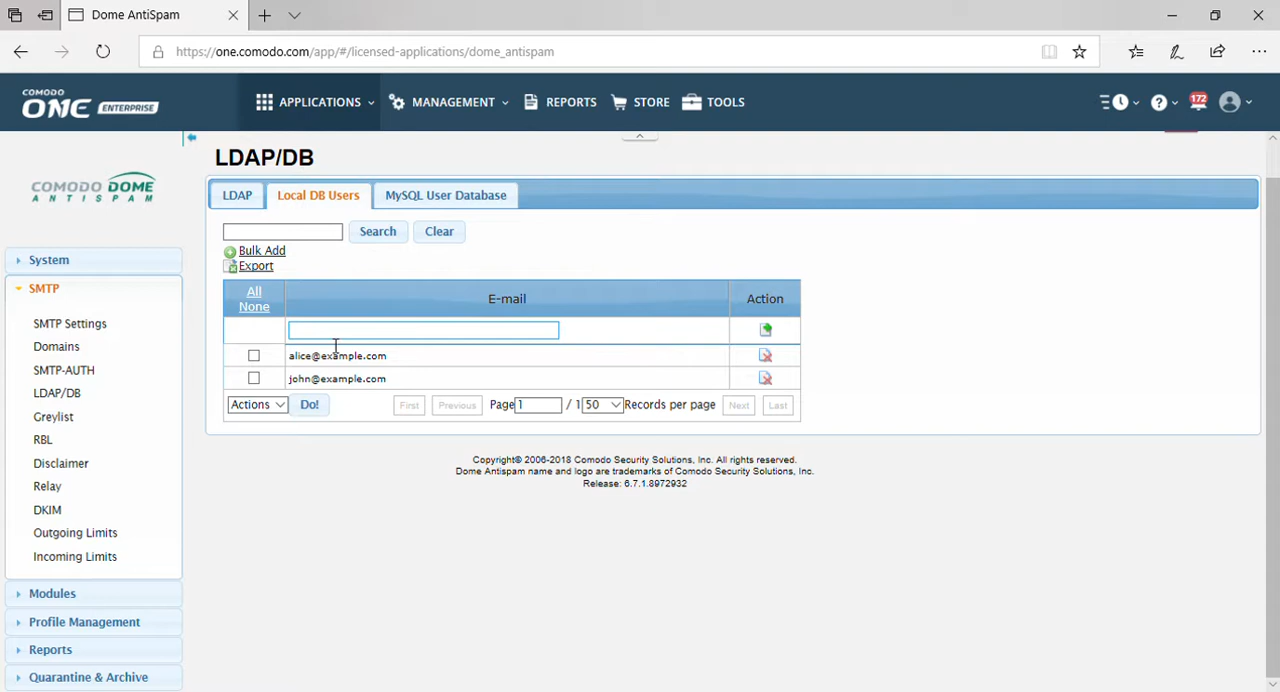 Dome AntiSpam
https://one.comodo.com/app/#/licensed-applications/dome_antispam
COMODO
ONE ENTERPRISE
APPLICATIONS MANAGEMENT REPORTS STORE TOOLS
172
LDAP/DB
COMODO DOME
ANTISPAM
LDAP Local DB Users MySQL User Database
Search Clear
Bulk Add
Export
All
None
E-mail Action
alice@example.com
john@example.com
Actions Do! First Previous Page 1 / 1 50 Records per page Next Last
System
SMTP
SMTP Settings
Domains
SMTP-AUTH
LDAP/DB
Greylist
RBL
Disclaimer
Relay
DKIM
Outgoing Limits
Incoming Limits
Modules
Profile Management
Reports
Quarantine & Archive
Copyright© 2006-2018 Comodo Security Solutions, Inc. All rights reserved.
Dome Antispam name and logo are trademarks of Comodo Security Solutions, Inc.
Release: 6.7.1.8972932